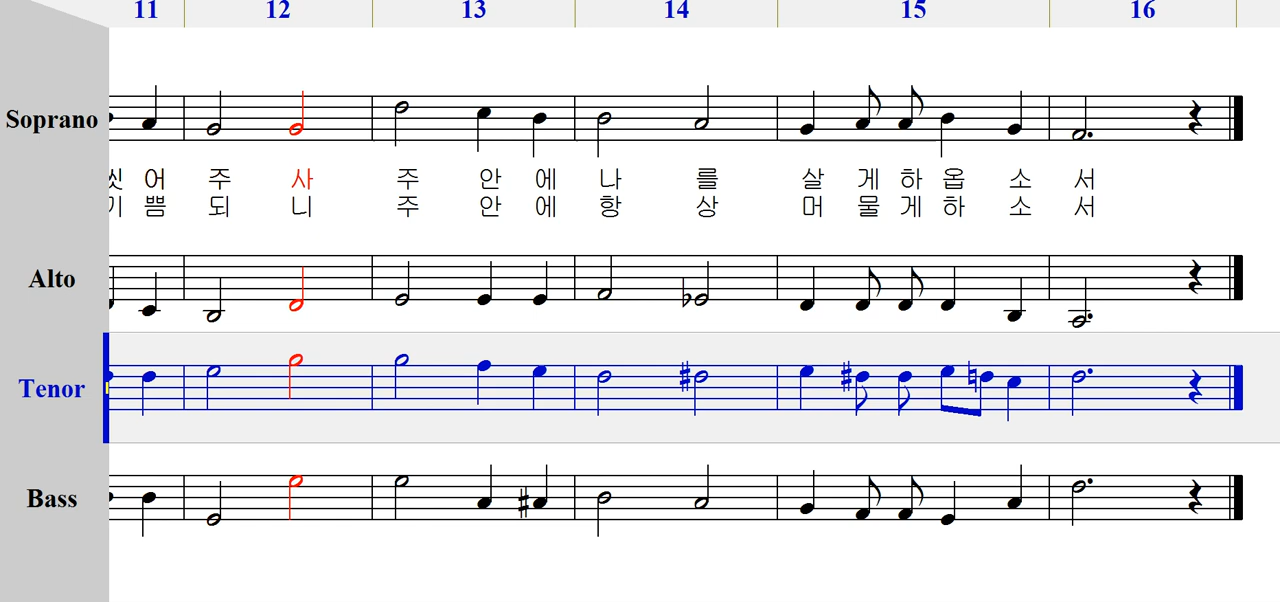 11 12 13 14 15 16
Soprano
어 주 사 주 안 에 나 를 살 게 하 옵 소 서
쁨 되 니 주 안 에 항 상 머 물 게 하 소 서
Alto
Tenor
Bass